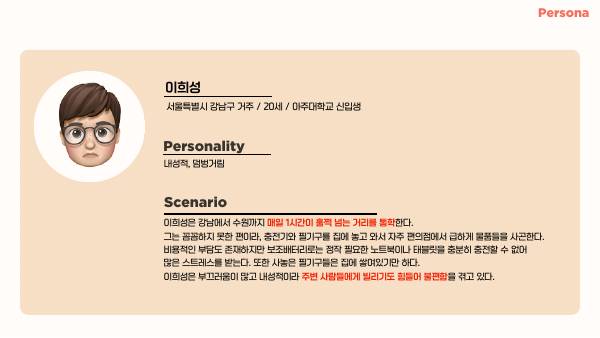 Persona
이희성
서울특별시 강남구 거주 / 20세 / 아주대학교 신입생
Personality
내성적, 덤벙거림
Scenario
이희성은 강남에서 수원까지 매일 1시간이 훌쩍 넘는 거리를 통학한다.
그는 꼼꼼하지 못한 편이라, 충전기와 필기구를 집에 놓고 와서 자주 편의점에서 급하게 물품들을 사곤한다.
비용적인 부담도 존재하지만 보조배터리로는 정작 필요한 노트북이나 태블릿을 충분히 충전할 수 없어
많은 스트레스를 받는다. 또한 사놓은 필기구들은 집에 쌓여있기만 하다.
이희성은 부끄러움이 많고 내성적이라 주변 사람들에게 빌리기도 힘들어 불편함을 겪고 있다.